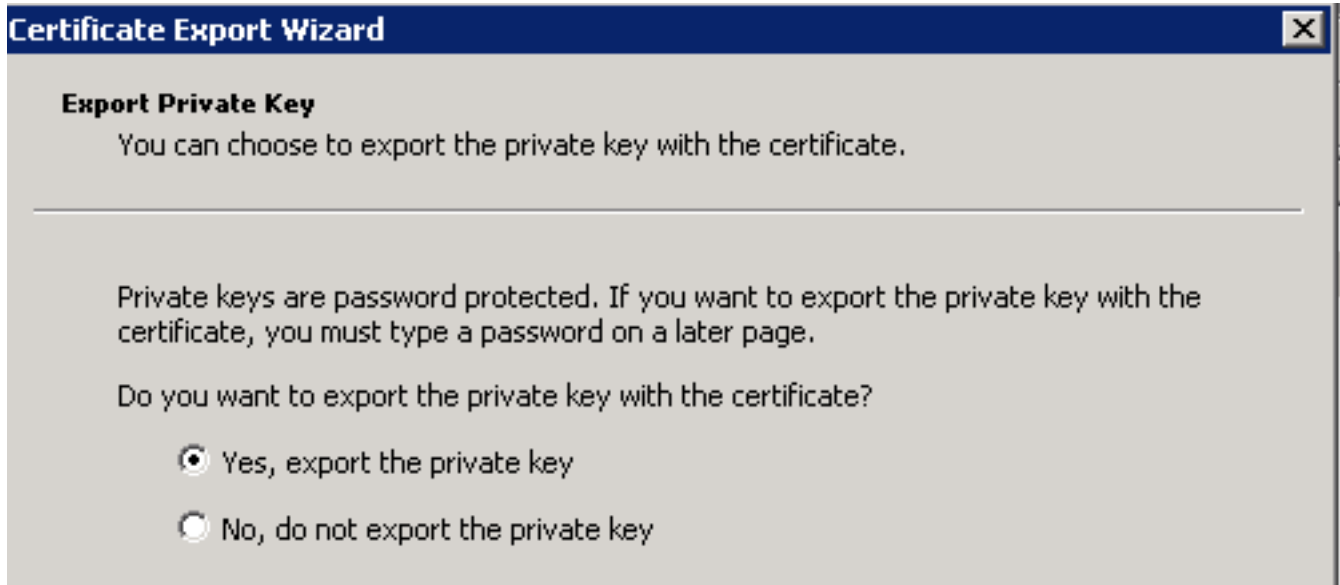 Certificate Export Wizard
Export Private Key
You can choose to export the private key with the certificate.
Private keys are password protected. If you want to export the private key with the
certificate, you must type a password on a later page.
Do you want to export the private key with the certificate?
Yes, export the private key
No, do not export the private key